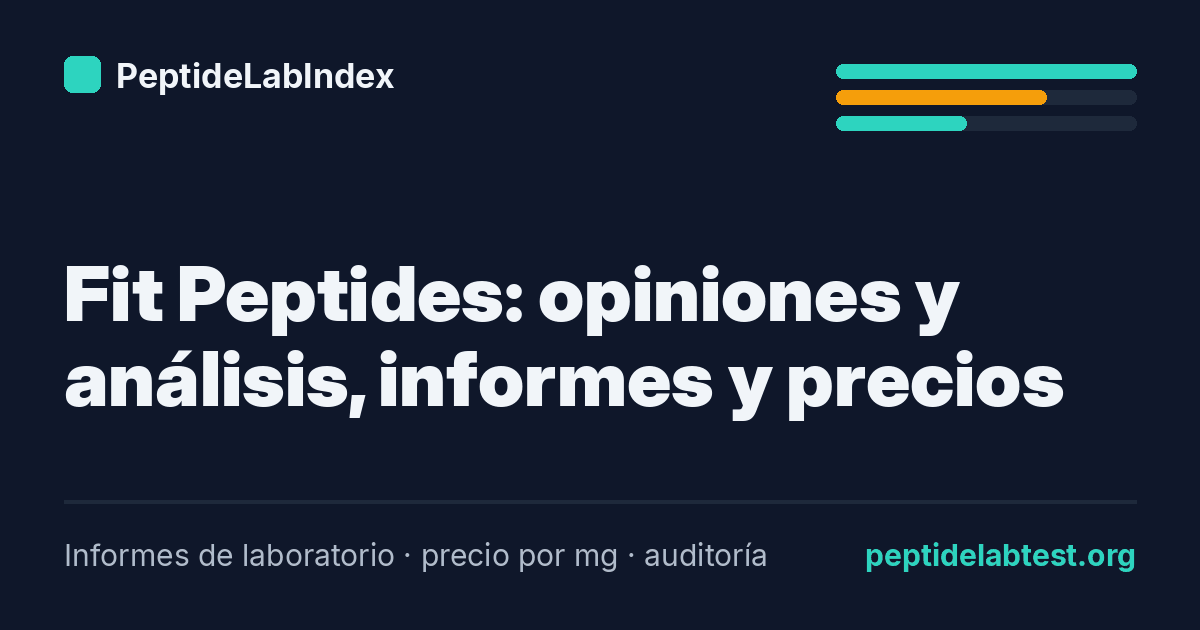 PeptideLabIndex
Fit Peptides: opiniones y
análisis, informes y precios
Informes de laboratorio · precio por mg · auditoría
peptidelabtest.org